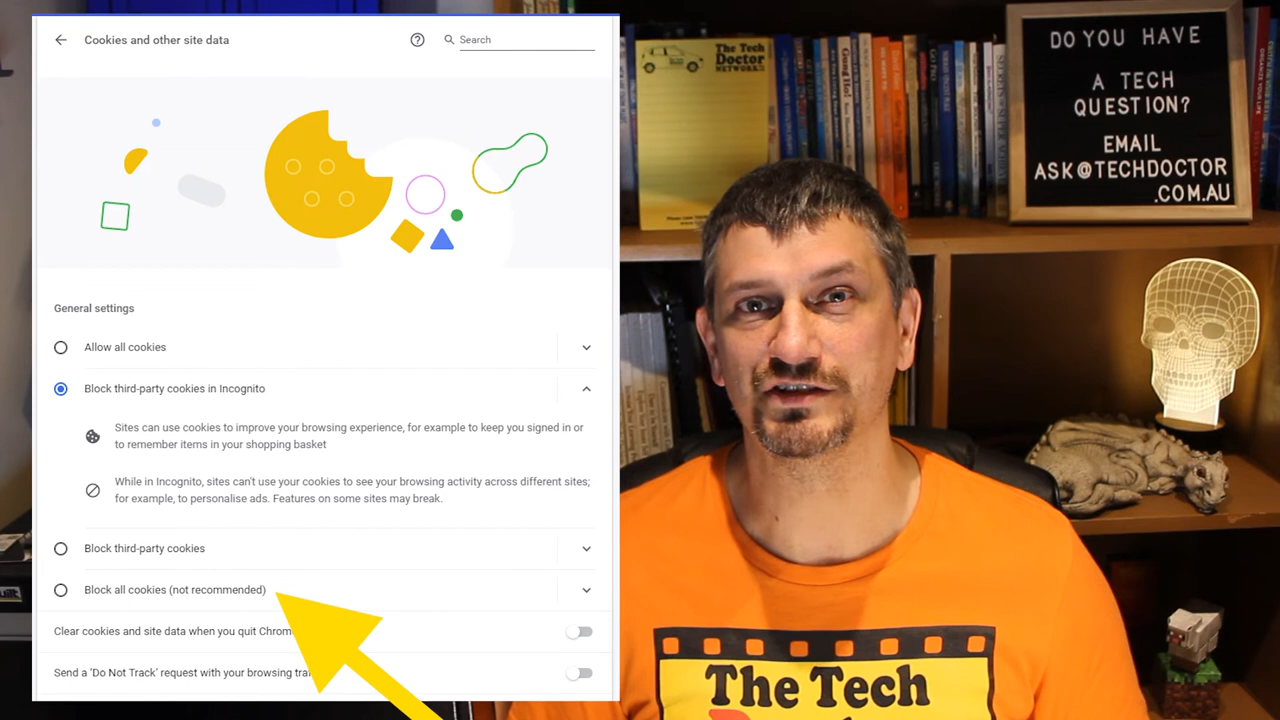 Cookies and other site data
Search
General settings
Allow all cookies
Block third-party cookies in Incognito
Sites can use cookies to improve your browsing experience, for example to keep you signed in or
to remember items in your shopping basket
While in Incognito, sites can't use your cookies to see your browsing activity across different sites;
for example, to personalise ads. Features on some sites may break.
Block third-party cookies
Block all cookies (not recommended)
Clear cookies and site data when you quit Chrom
Send a 'Do Not Track' request with your browsing tra
The Tech
Doctor
NETWORK
Gung Ho!
DO YOU HAVE
A TECH
QUESTION?
EMAIL
ASK@TECHDOCTOR
.COM.AU
The Tech